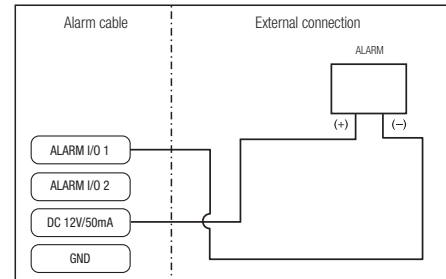 Alarm cable
External connection
ALARM
(+)
(−)
ALARM I/O 1
ALARM I/O 2
DC 12V/50mA
GND